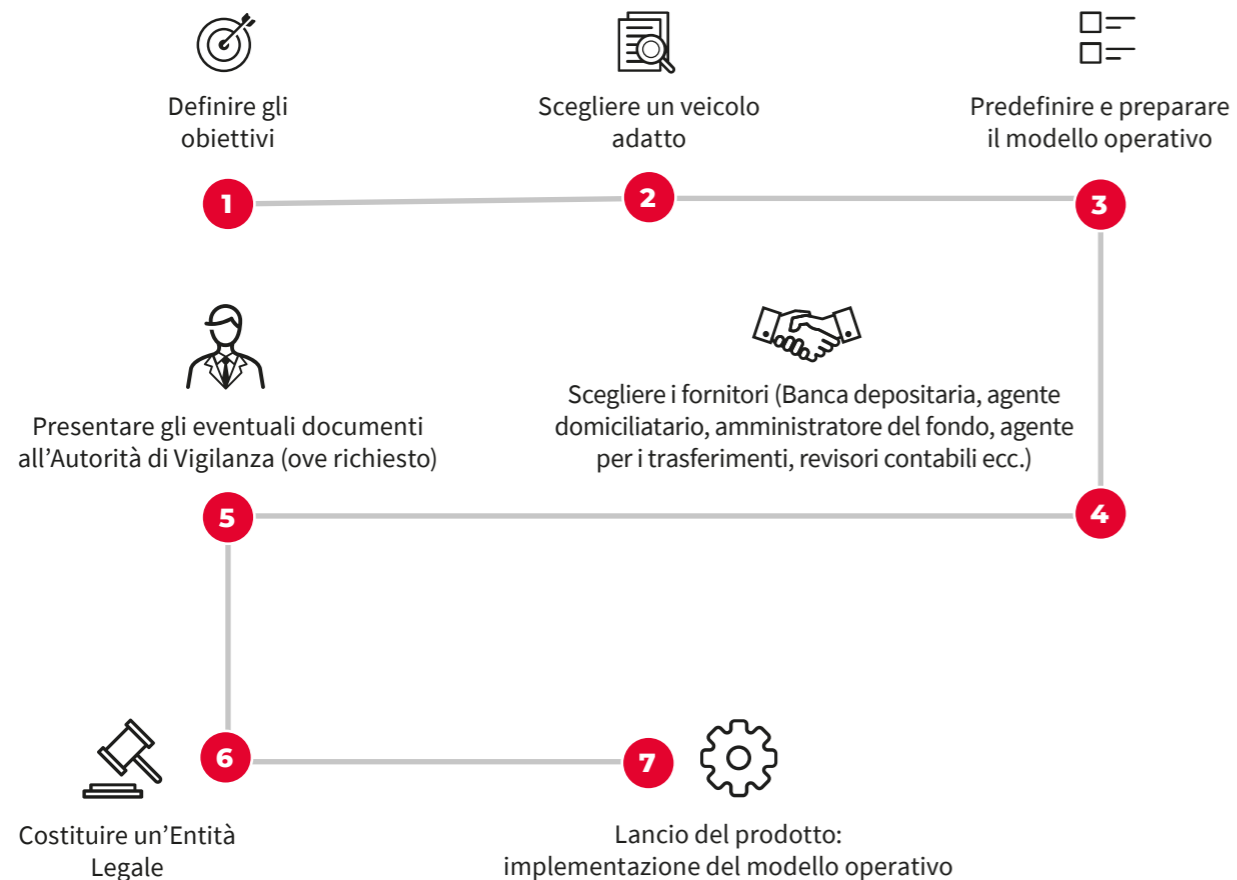 Definire gli
obiettivi
Scegliere un veicolo
adatto
Predefinire e preparare
il modello operativo
1
2
3
Scegliere i fornitori (Banca depositaria, agente
domiciliatario, amministratore del fondo, agente
per i trasferimenti, revisori contabili ecc.)
4
Presentare gli eventuali documenti
all’Autorità di Vigilanza (ove richiesto)
5
6
Costituire un’Entità
Legale
7
Lancio del prodotto:
implementazione del modello operativo